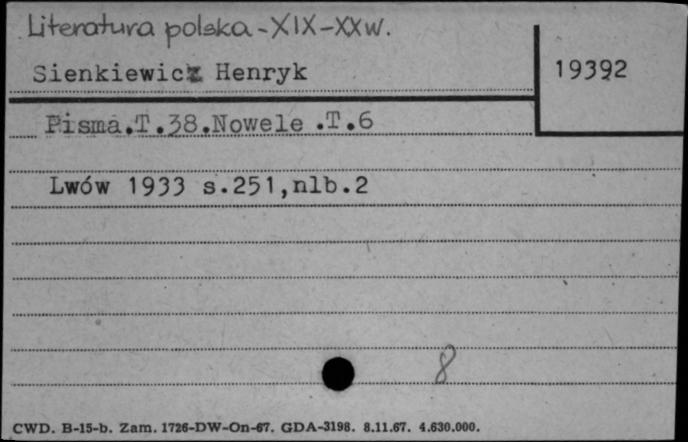 Literatura polska - XIX-XX w.
Sienkiewicz Henryk
19392
Pisma.T.38.Nowele .T.6
Lwów 1933 s.251,nlb.2
8
CWD. B-15-b. Zam. 1726-DW-On-67. GDA-3198. 8.11.67. 4.630.000.